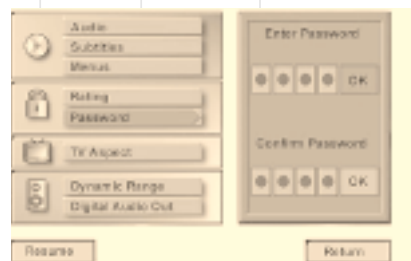 Audio
Subtitles
Menus
Rating
Password
TV Aspect
Dynamic Range
Digital Audio Out
Enter Password
OK
Confirm Password
OK
Resume
Return